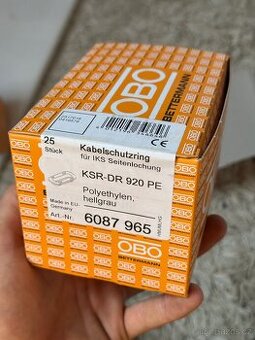 OBO
BETTERMANN
25
Stück
Kabelschutzring
für IKS Seitenlochung
KSR-DR 920 PE
Polyethylen,
hellgrau
Made in EU-
Germany
Art.-Nr.
6087 965
OBO
BETTERMANN
OBO